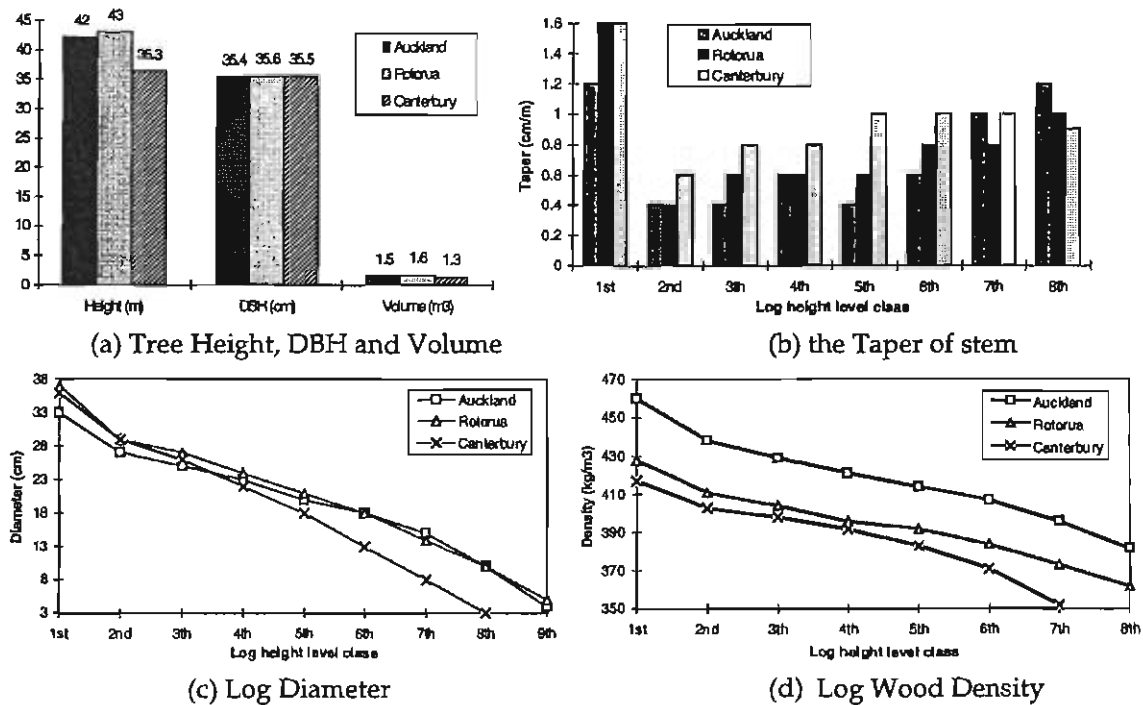 45
40
35
30
25
20
15
10
5
0
42
43
36.3
35.4
35.6
35.5
1.5
1.6
1.3
Auckland
Rotorua
Canterbury
Height (m)
DBH (cm)
Volume (m3)
(a) Tree Height, DBH and Volume
Taper (cm/m)
1.6
1.2
1
0.8
0.4
0.2
0
Auckland
Rotorua
Canterbury
1st 2nd 3th 4th 5th 6th 7th 8th
Log height level class
(b) the Taper of stem
Diameter (cm)
38
33
28
23
18
13
8
3
Auckland
Rotorua
Canterbury
1st 2nd 3th 4th 5th 6th 7th 8th 9th
Log height level class
(c) Log Diameter
Density (kg/m3)
470
450
430
410
390
370
350
Auckland
Rotorua
Canterbury
1st 2nd 3th 4th 5th 6th 7th 8th
Log height level class
(d) Log Wood Density